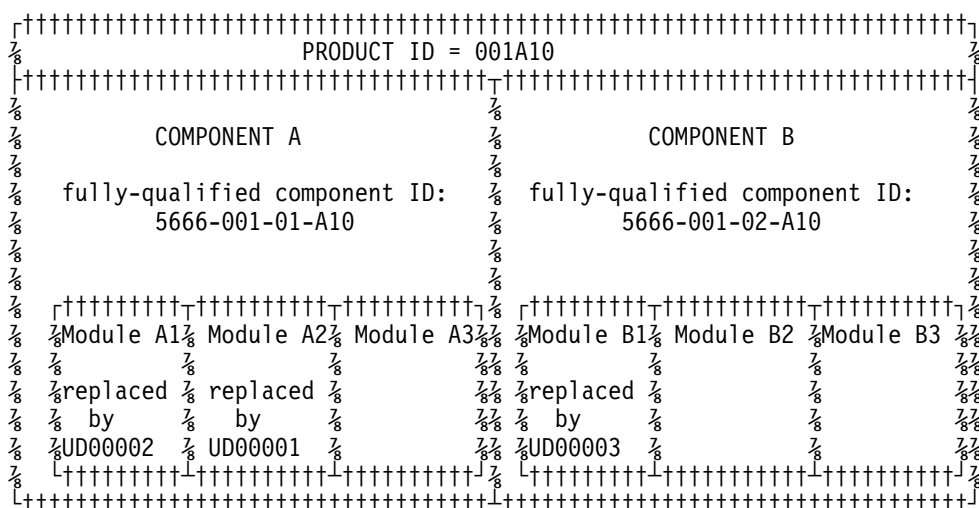 PRODUCT ID = 001A10
COMPONENT A COMPONENT B
fully-qualified component ID: fully-qualified component ID:
5666-001-01-A10 5666-001-02-A10
Module A1 Module A2 Module A3 Module B1 Module B2 Module B3
replaced replaced replaced
by by by
UD00002 UD00001 UD00003